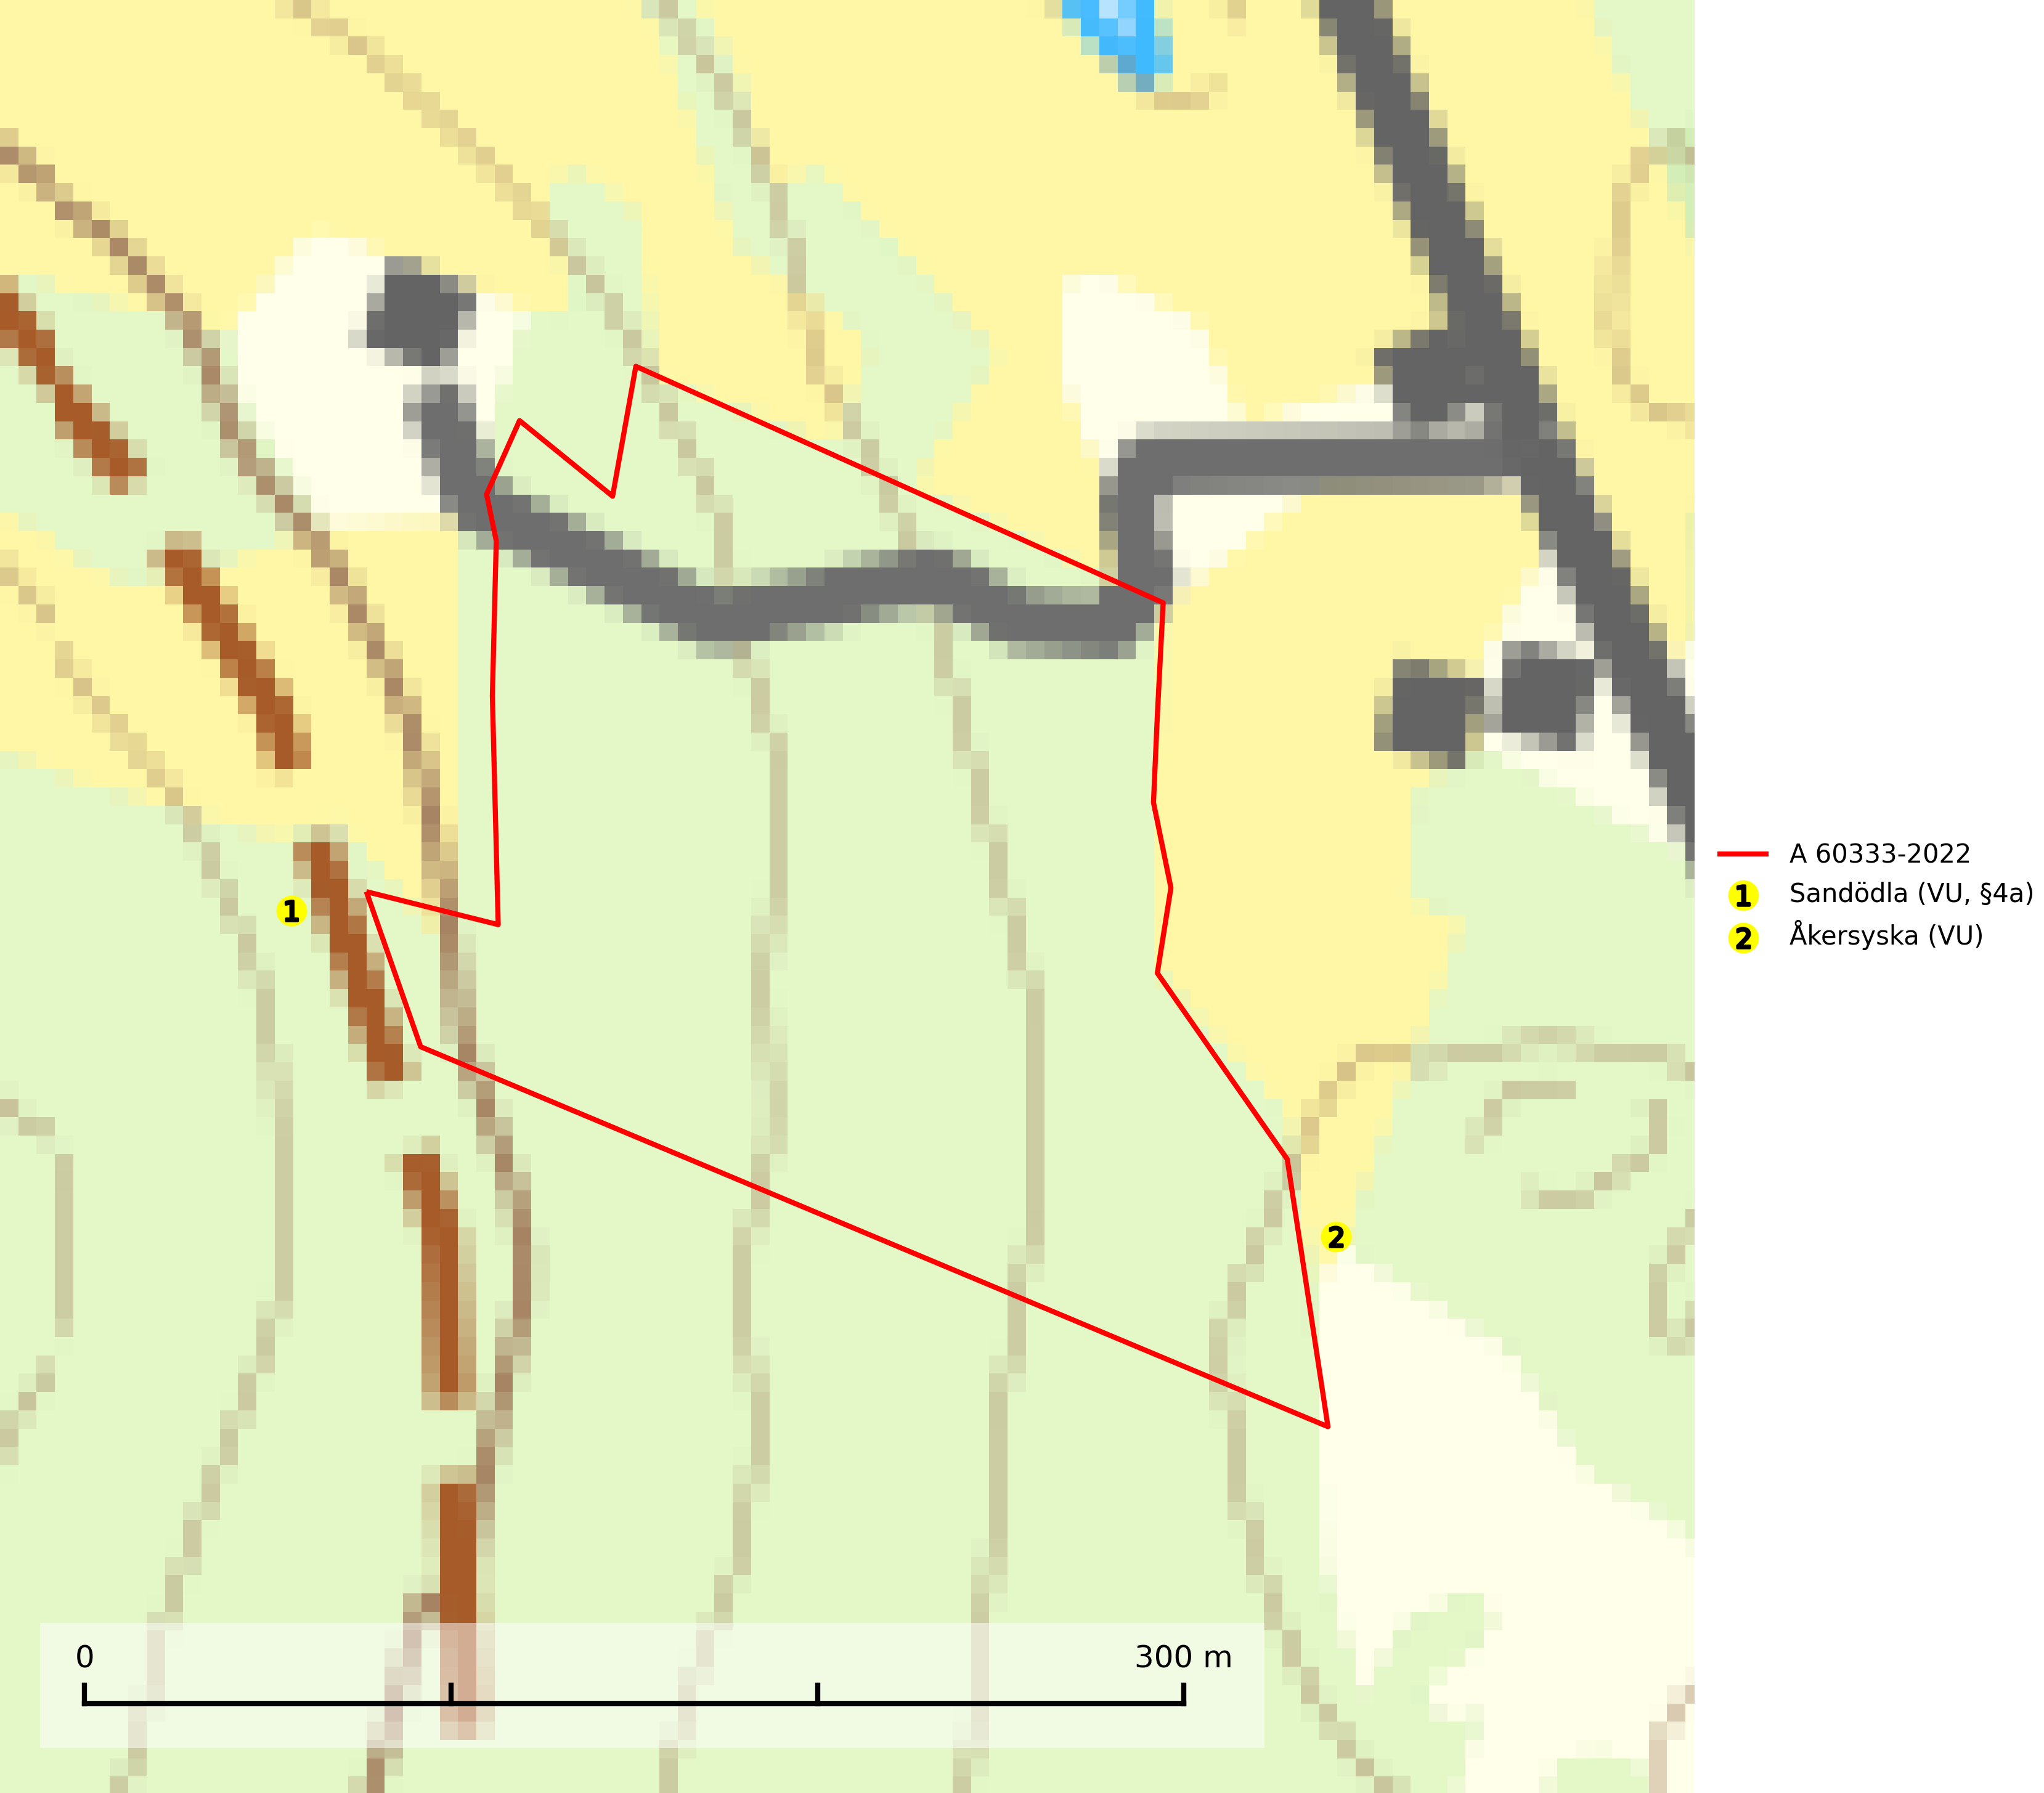 A 60333-2022
1 Sandödla (VU, §4a)
1
2 Åkersyska (VU)
2
0 300 m